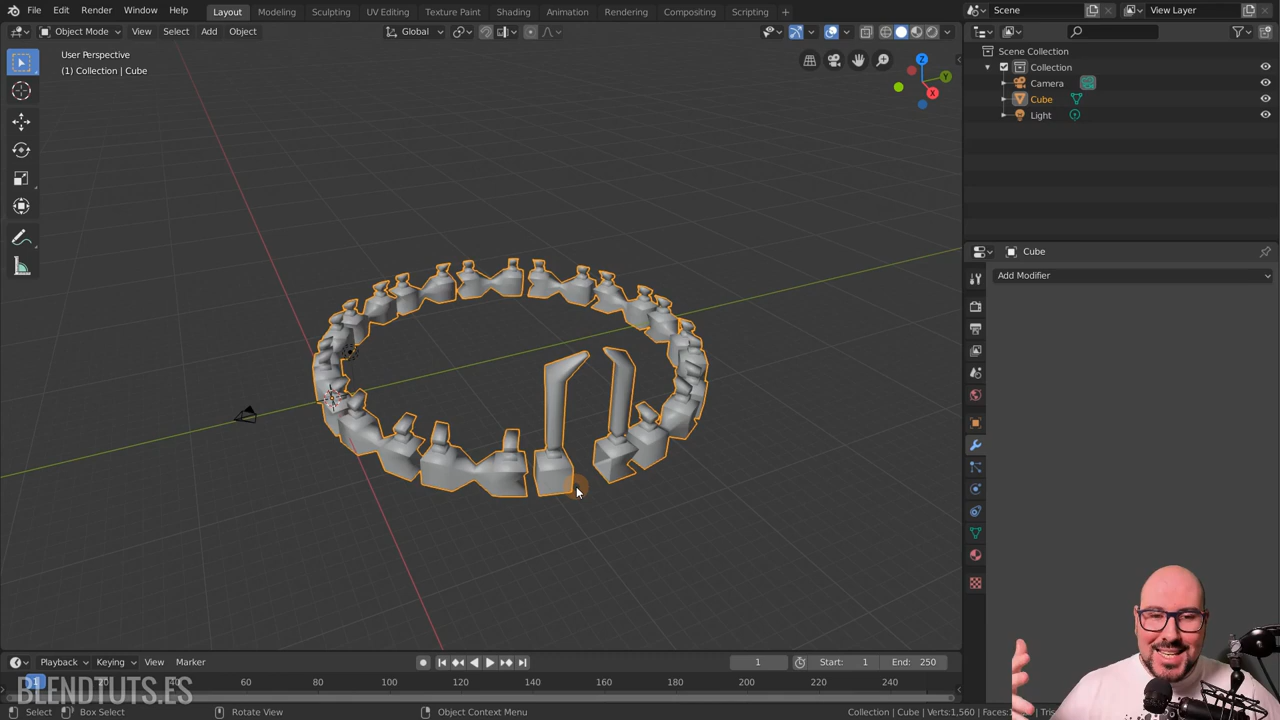 File Edit Render Window Help Layout Modeling Sculpting UV Editing Texture Paint Shading Animation Rendering Compositing Scripting + Scene View Layer
Object Mode View Select Add Object Global
User Perspective
(1) Collection | Cube
Z
Y
X
Scene Collection
Collection
Camera
Cube
Light
Cube
Add Modifier
Playback Keying View Marker 1 Start: 1 End: 250
1 20 40 60 80 100 120 140 160 180 200 220 240
BLENDTUTS.ES
Select Box Select Rotate View Object Context Menu Collection | Cube | Verts:1,560 | Faces:1